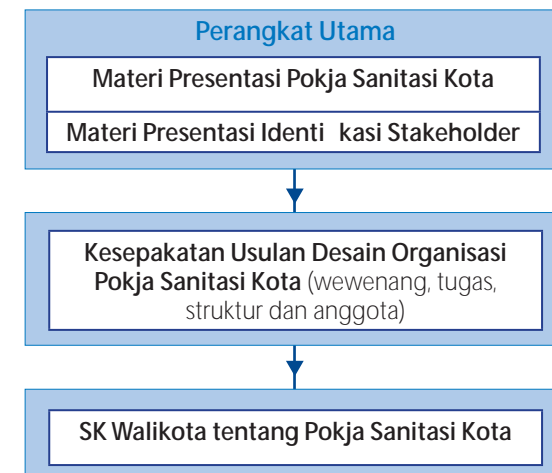 Perangkat Utama
Materi Presentasi Pokja Sanitasi Kota
Materi Presentasi Identi kasi Stakeholder
Kesepakatan Usulan Desain Organisasi
Pokja Sanitasi Kota (wewenang, tugas,
struktur dan anggota)
SK Walikota tentang Pokja Sanitasi Kota